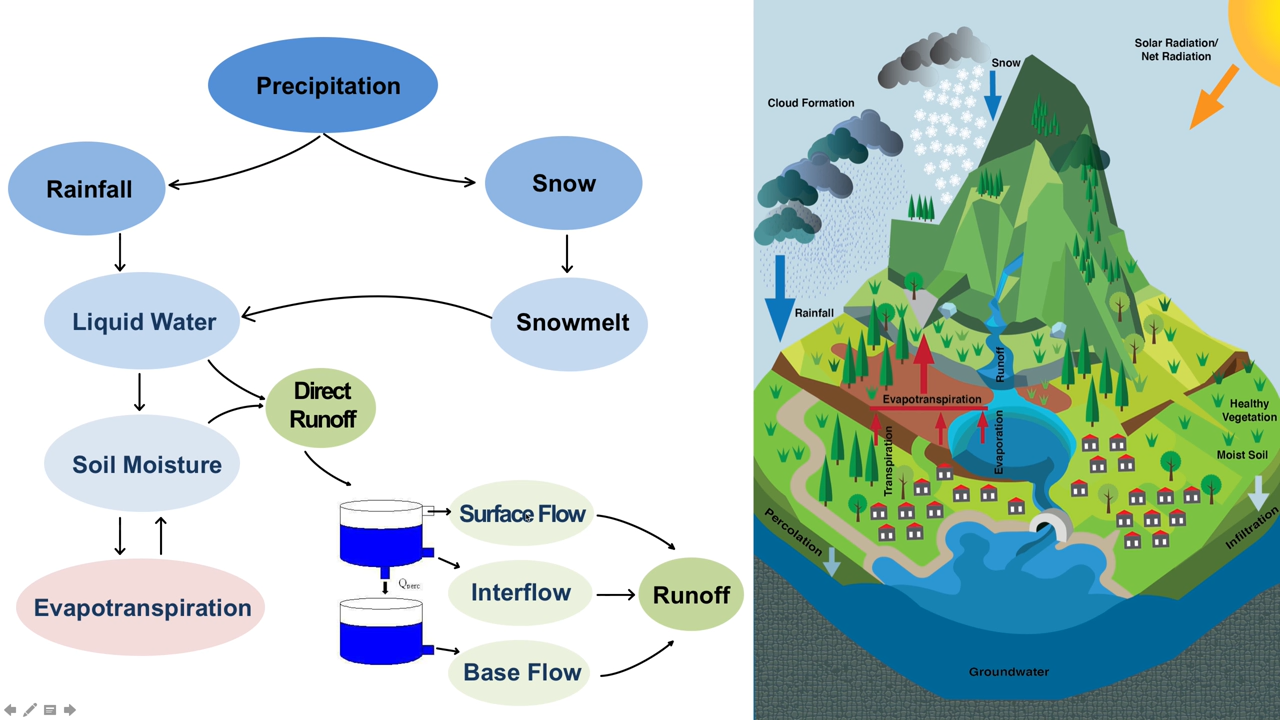 Precipitation
Rainfall
Snow
Liquid Water
Snowmelt
Direct
Runoff
Soil Moisture
Surface Flow
Qperc
Interflow
Evapotranspiration
Runoff
Base Flow
Solar Radiation/
Net Radiation
Snow
Cloud Formation
Rainfall
Runoff
Evapotranspiration
Healthy
Vegetation
Evaporation
Transpiration
Moist Soil
Percolation
Infiltration
Groundwater